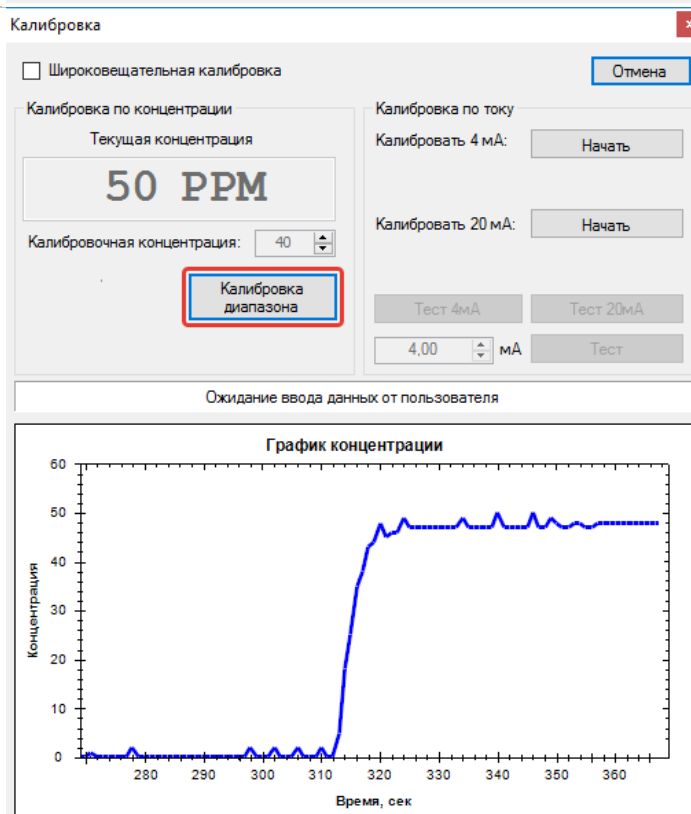 Калибровка
x
Широковещательная калибровка
Отмена
Калибровка по концентрации
Текущая концентрация
50 PPM
Калибровочная концентрация: 40
Калибровка
диапазона
Калибровка по току
Калибровать 4 мА: Начать
Калибровать 20 мА: Начать
Тест 4мА Тест 20мА
4,00 мА Тест
Ожидание ввода данных от пользователя
График концентрации
60
50
40
30
20
10
0
Концентрация
280 290 300 310 320 330 340 350 360
Время, сек